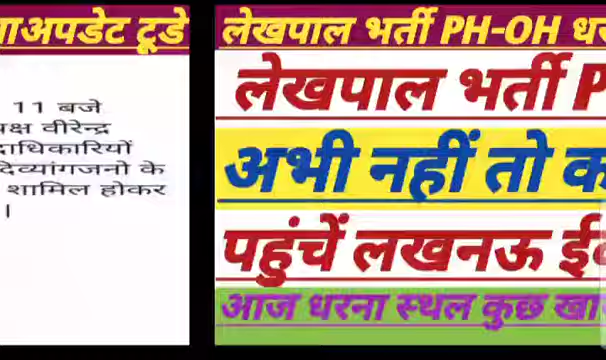 अपडेट टूडे
11 बजे
वीरेन्द्र
दिव्यांगजनो के
शामिल होकर
।
लेखपाल भर्ती PH-OH
लेखपाल भर्ती
अभी नहीं तो
पहुंचें लखनऊ
आज धरना स्थल कुछ